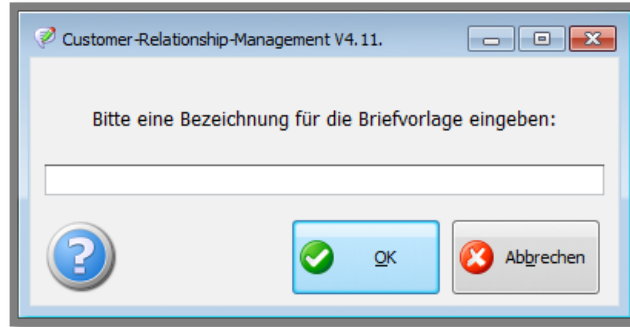 Customer-Relationship-Management V4.11.
Bitte eine Bezeichnung für die Briefvorlage eingeben:
OK
Abbrechen